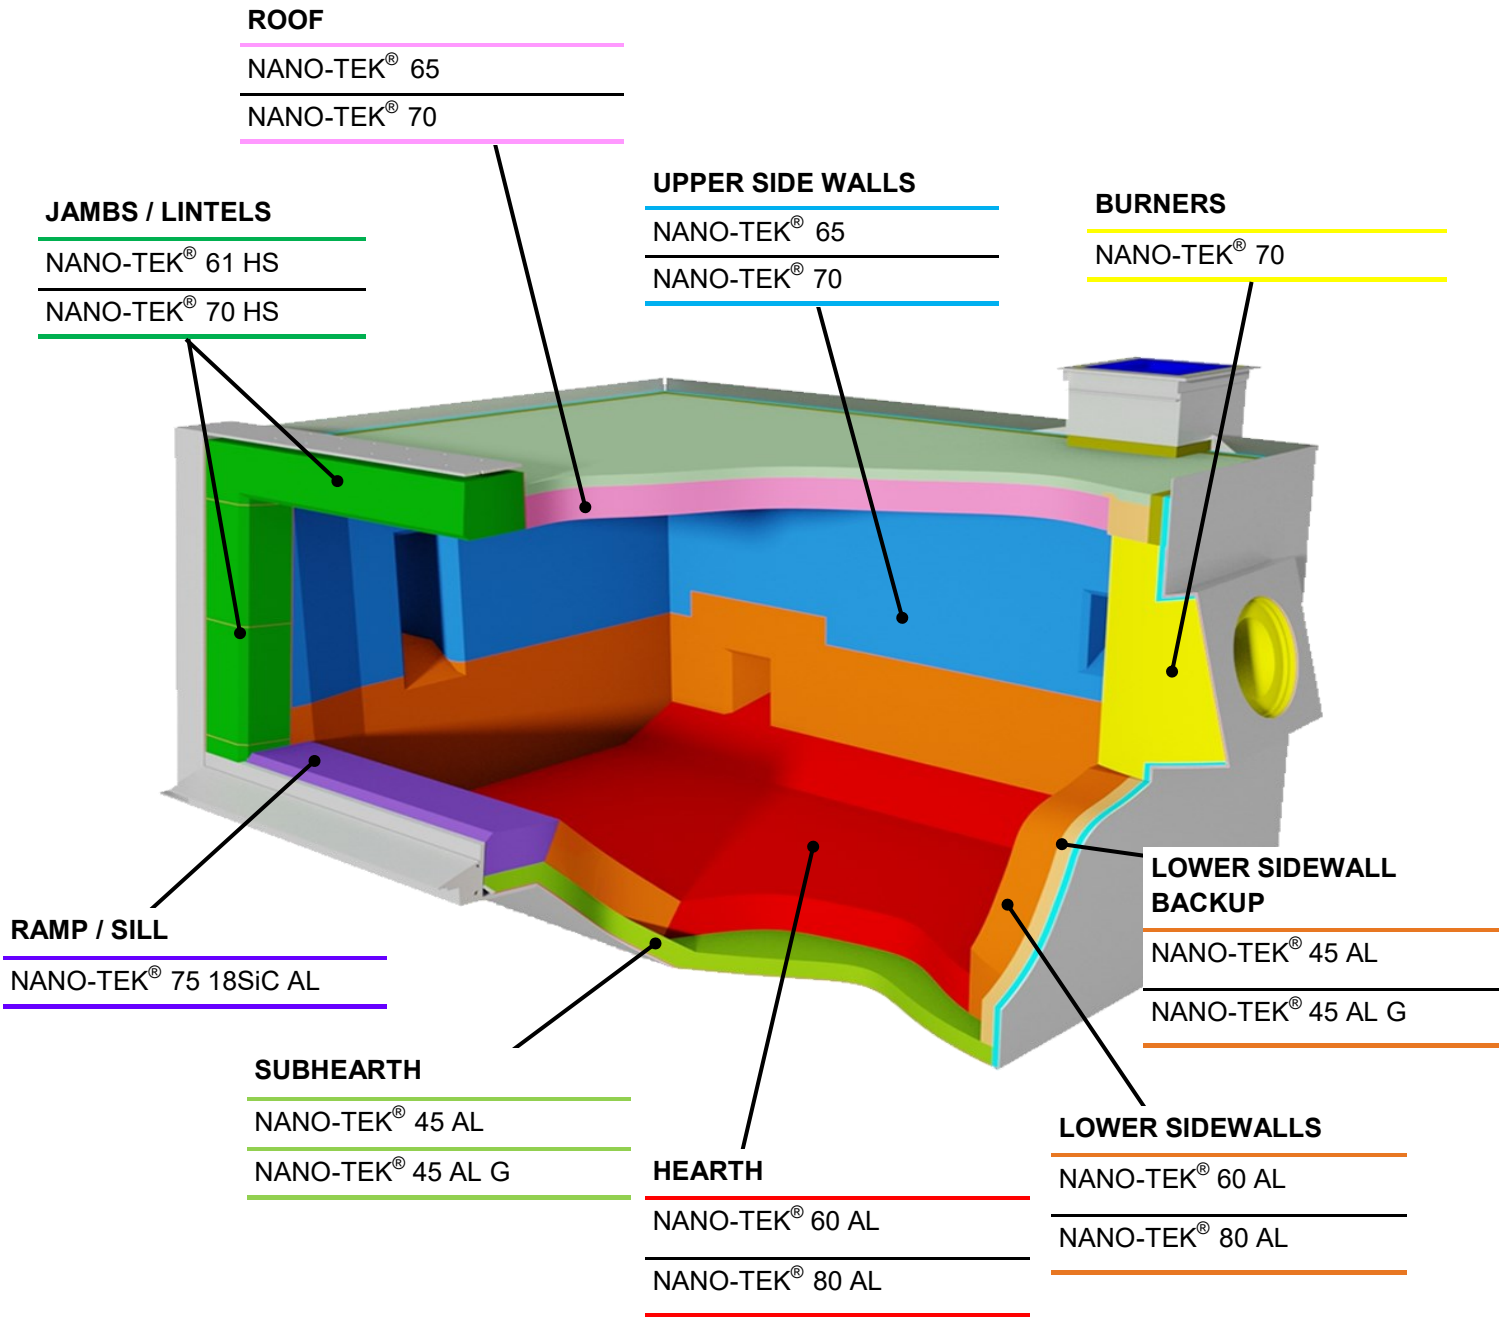 ROOF
NANO-TEK® 65
NANO-TEK® 70
JAMBS / LINTELS
NANO-TEK® 61 HS
NANO-TEK® 70 HS
UPPER SIDE WALLS
NANO-TEK® 65
NANO-TEK® 70
BURNERS
NANO-TEK® 70
RAMP / SILL
NANO-TEK® 75 18SiC AL
SUBHEARTH
NANO-TEK® 45 AL
NANO-TEK® 45 AL G
HEARTH
NANO-TEK® 60 AL
NANO-TEK® 80 AL
LOWER SIDEWALL
BACKUP
NANO-TEK® 45 AL
NANO-TEK® 45 AL G
LOWER SIDEWALLS
NANO-TEK® 60 AL
NANO-TEK® 80 AL